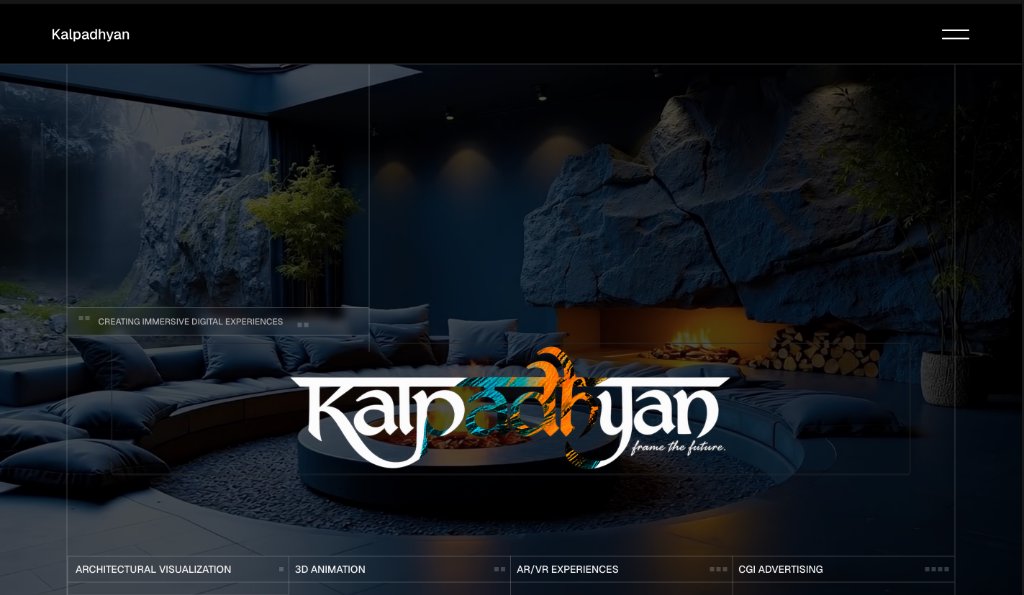 Kalpadhyan
CREATING IMMERSIVE DIGITAL EXPERIENCES
Kalpadhyan
frame the future.
ARCHITECTURAL VISUALIZATION
3D ANIMATION
AR/VR EXPERIENCES
CGI ADVERTISING